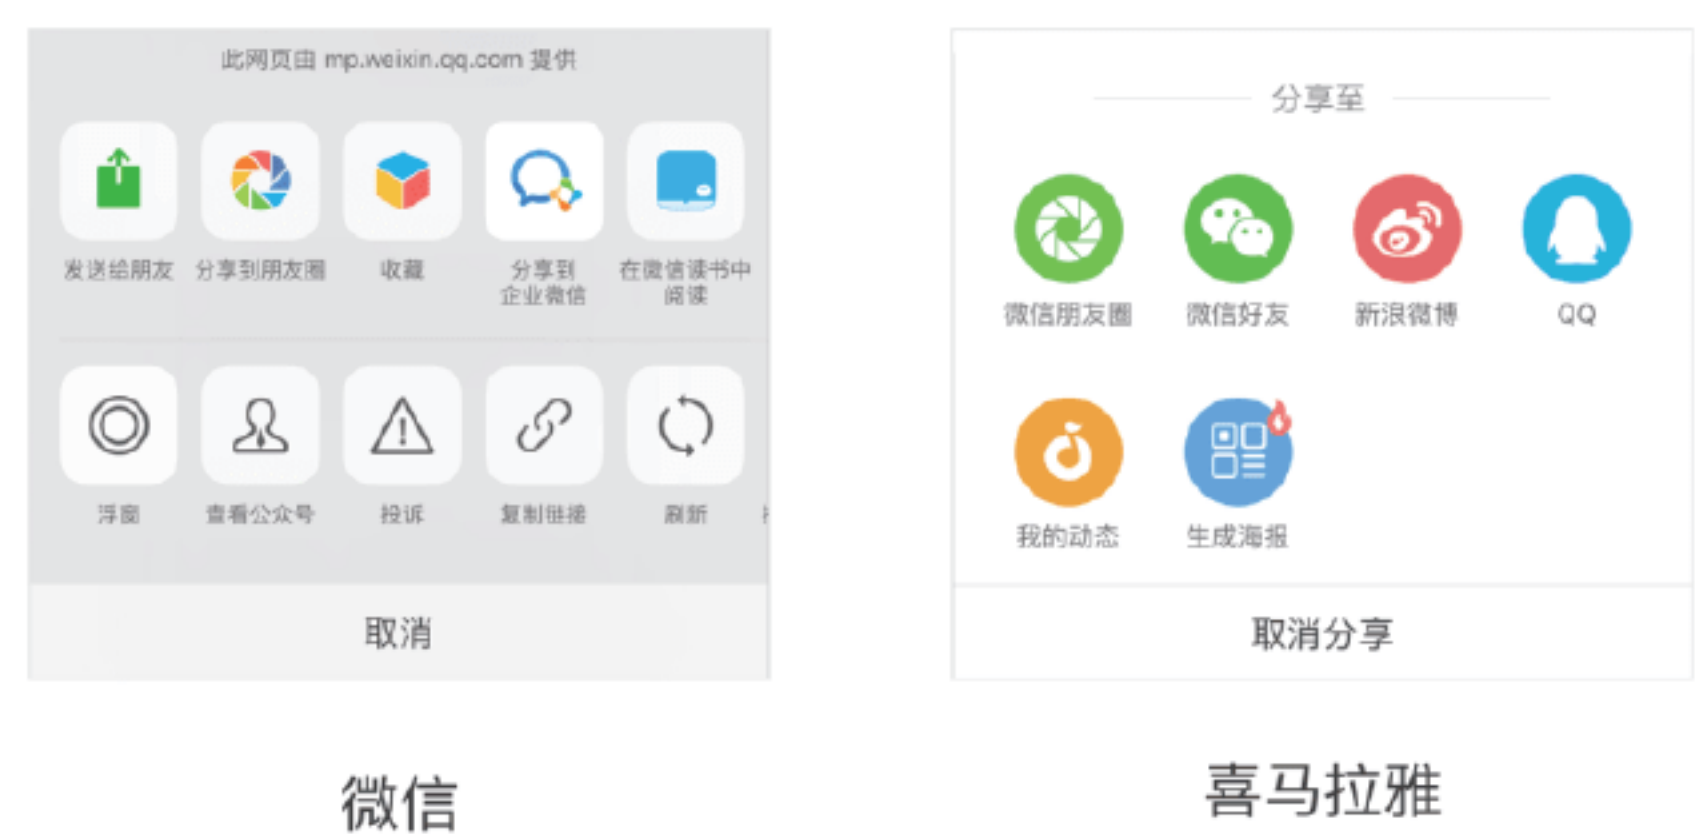 此网页由 mp.weixin.qq.com 提供
发送给朋友 分享到朋友圈 收藏 分享到 在微信读书中
企业微信 阅读
浮窗 查看公众号 投诉 复制链接 刷新
取消
微信
分享至
微信朋友圈 微信好友 新浪微博 QQ
我的动态 生成海报
取消分享
喜马拉雅